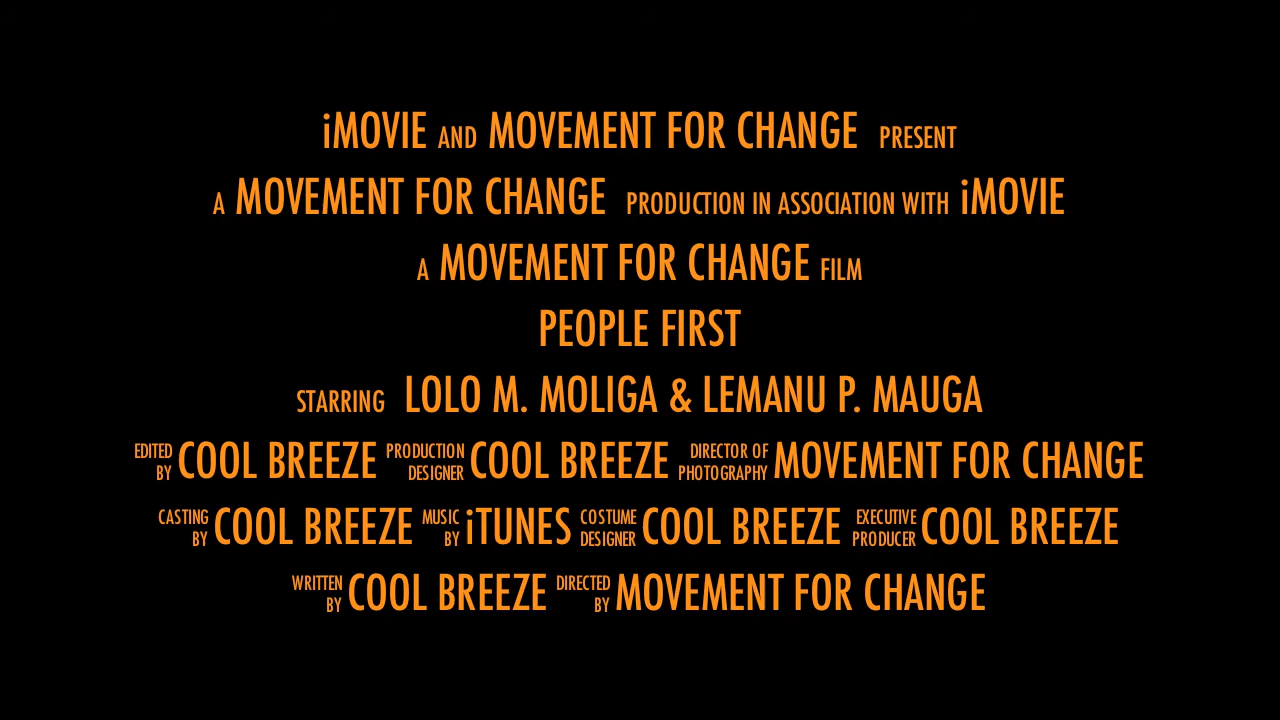 iMOVIE AND MOVEMENT FOR CHANGE PRESENT
A MOVEMENT FOR CHANGE PRODUCTION IN ASSOCIATION WITH iMOVIE
A MOVEMENT FOR CHANGE FILM
PEOPLE FIRST
STARRING LOLO M. MOLIGA & LEMANU P. MAUGA
EDITED BY COOL BREEZE PRODUCTION DESIGNER COOL BREEZE DIRECTOR OF PHOTOGRAPHY MOVEMENT FOR CHANGE
CASTING BY COOL BREEZE MUSIC BY iTUNES COSTUME DESIGNER COOL BREEZE EXECUTIVE PRODUCER COOL BREEZE
WRITTEN BY COOL BREEZE DIRECTED BY MOVEMENT FOR CHANGE